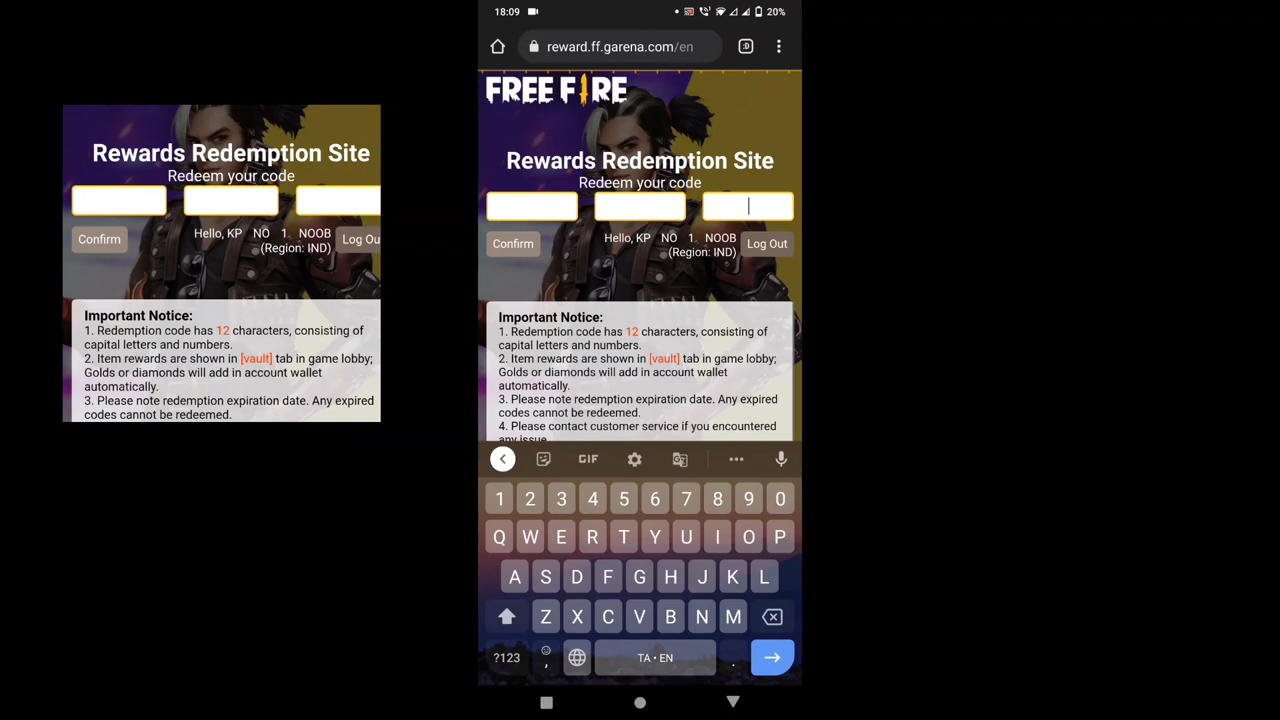 Rewards Redemption Site
Redeem your code
Confirm
Hello, KP NO 1 NOOB
(Region: IND)
Log Out
Important Notice:
1. Redemption code has 12 characters, consisting of
capital letters and numbers.
2. Item rewards are shown in [vault] tab in game lobby;
Golds or diamonds will add in account wallet
automatically.
3. Please note redemption expiration date. Any expired
codes cannot be redeemed.
18:09
20%
reward.ff.garena.com/en
:D
FREE FIRE
Rewards Redemption Site
Redeem your code
Confirm
Hello, KP NO 1 NOOB
(Region: IND)
Log Out
Important Notice:
1. Redemption code has 12 characters, consisting of
capital letters and numbers.
2. Item rewards are shown in [vault] tab in game lobby;
Golds or diamonds will add in account wallet
automatically.
3. Please note redemption expiration date. Any expired
codes cannot be redeemed.
4. Please contact customer service if you encountered
any issue
GIF
1 2 3 4 5 6 7 8 9 0
Q W E R T Y U I O P
A S D F G H J K L
Z X C V B N M
?123 , TA • EN .